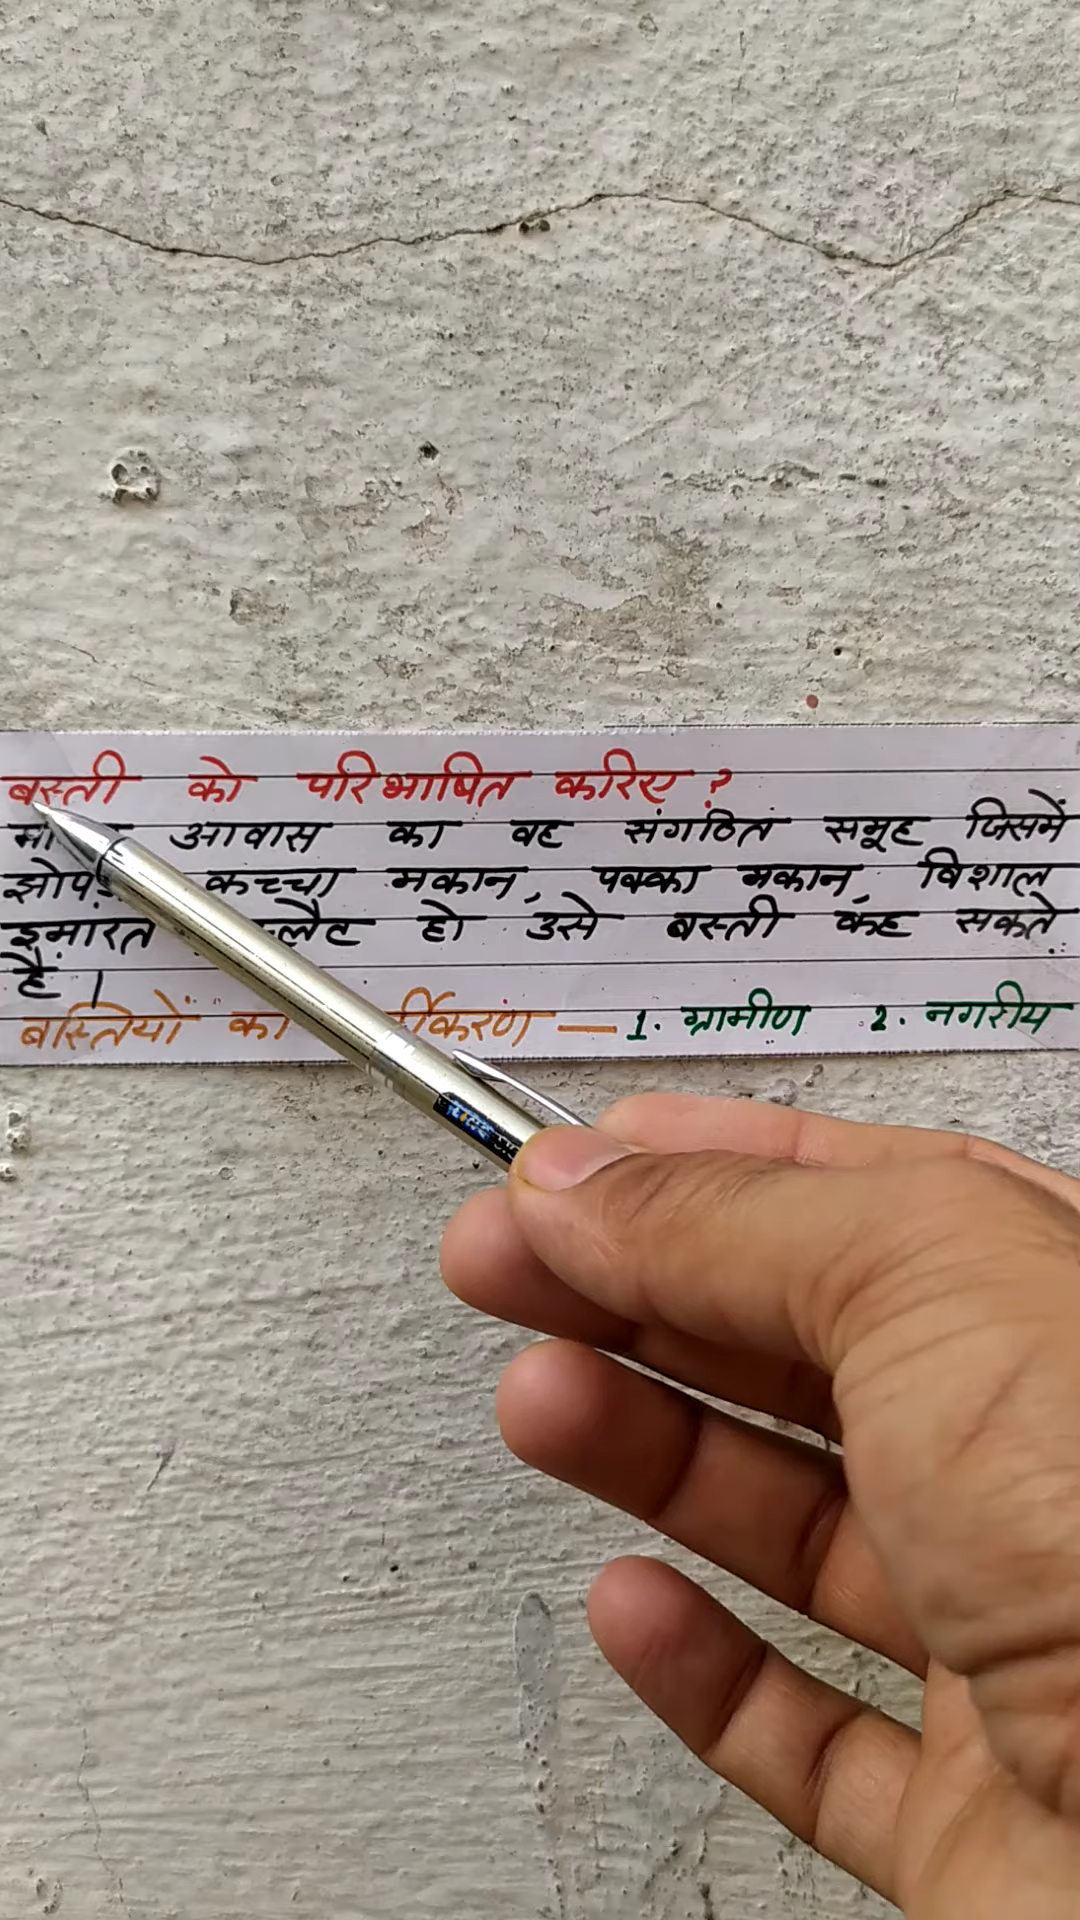 बस्ती को परिभाषित करिए ?
आवास का वह संगठित समूह जिसमें
कच्चा मकान, पक्का मकान, विशाल
इमारत हो उसे बस्ती कह सकते
हैं ।
बस्तियों का — 1. ग्रामीण 2. नगरीय